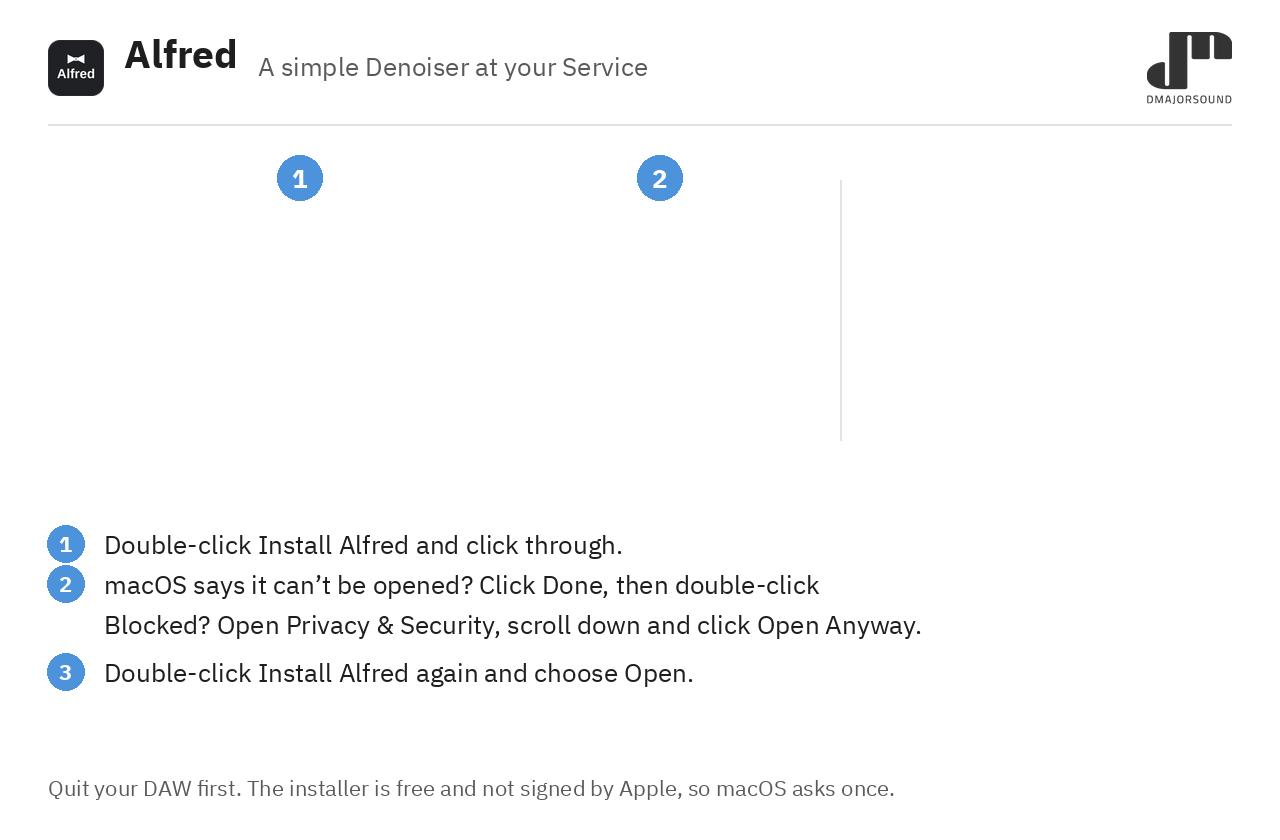 Alfred
Alfred
A simple Denoiser at your Service
DMAJORSOUND
1
2
1 Double-click Install Alfred and click through.
2 macOS says it can’t be opened? Click Done, then double-click
Blocked? Open Privacy & Security, scroll down and click Open Anyway.
3 Double-click Install Alfred again and choose Open.
Quit your DAW first. The installer is free and not signed by Apple, so macOS asks once.